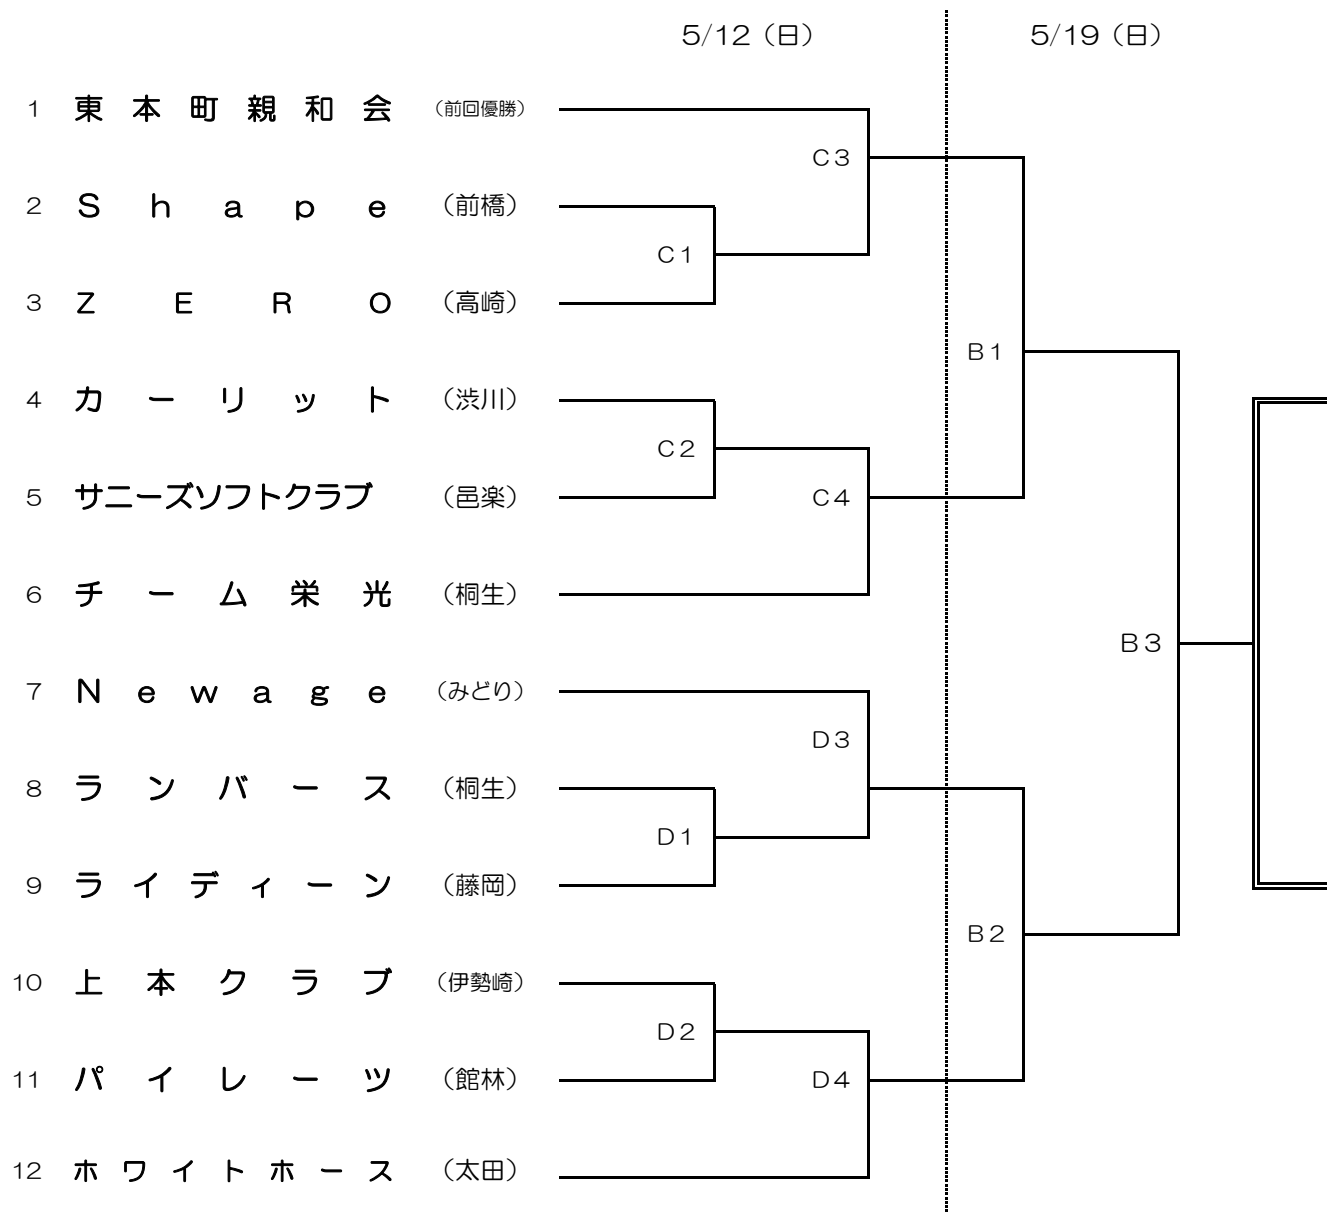 5/12（日） 5/19（日）
1 東本町親和会 （前回優勝）
C3
2 Shape （前橋）
C1
3 ZERO （高崎）
B1
4 カーリット （渋川）
C2
5 サニーズソフトクラブ （邑楽） C4
6 チーム栄光 （桐生）
B3
7 Newage （みどり）
D3
8 ランバース （桐生）
D1
9 ライディーン （藤岡）
B2
10 上本クラブ （伊勢崎）
D2
11 パイレーツ （館林） D4
12 ホワイトホース （太田）